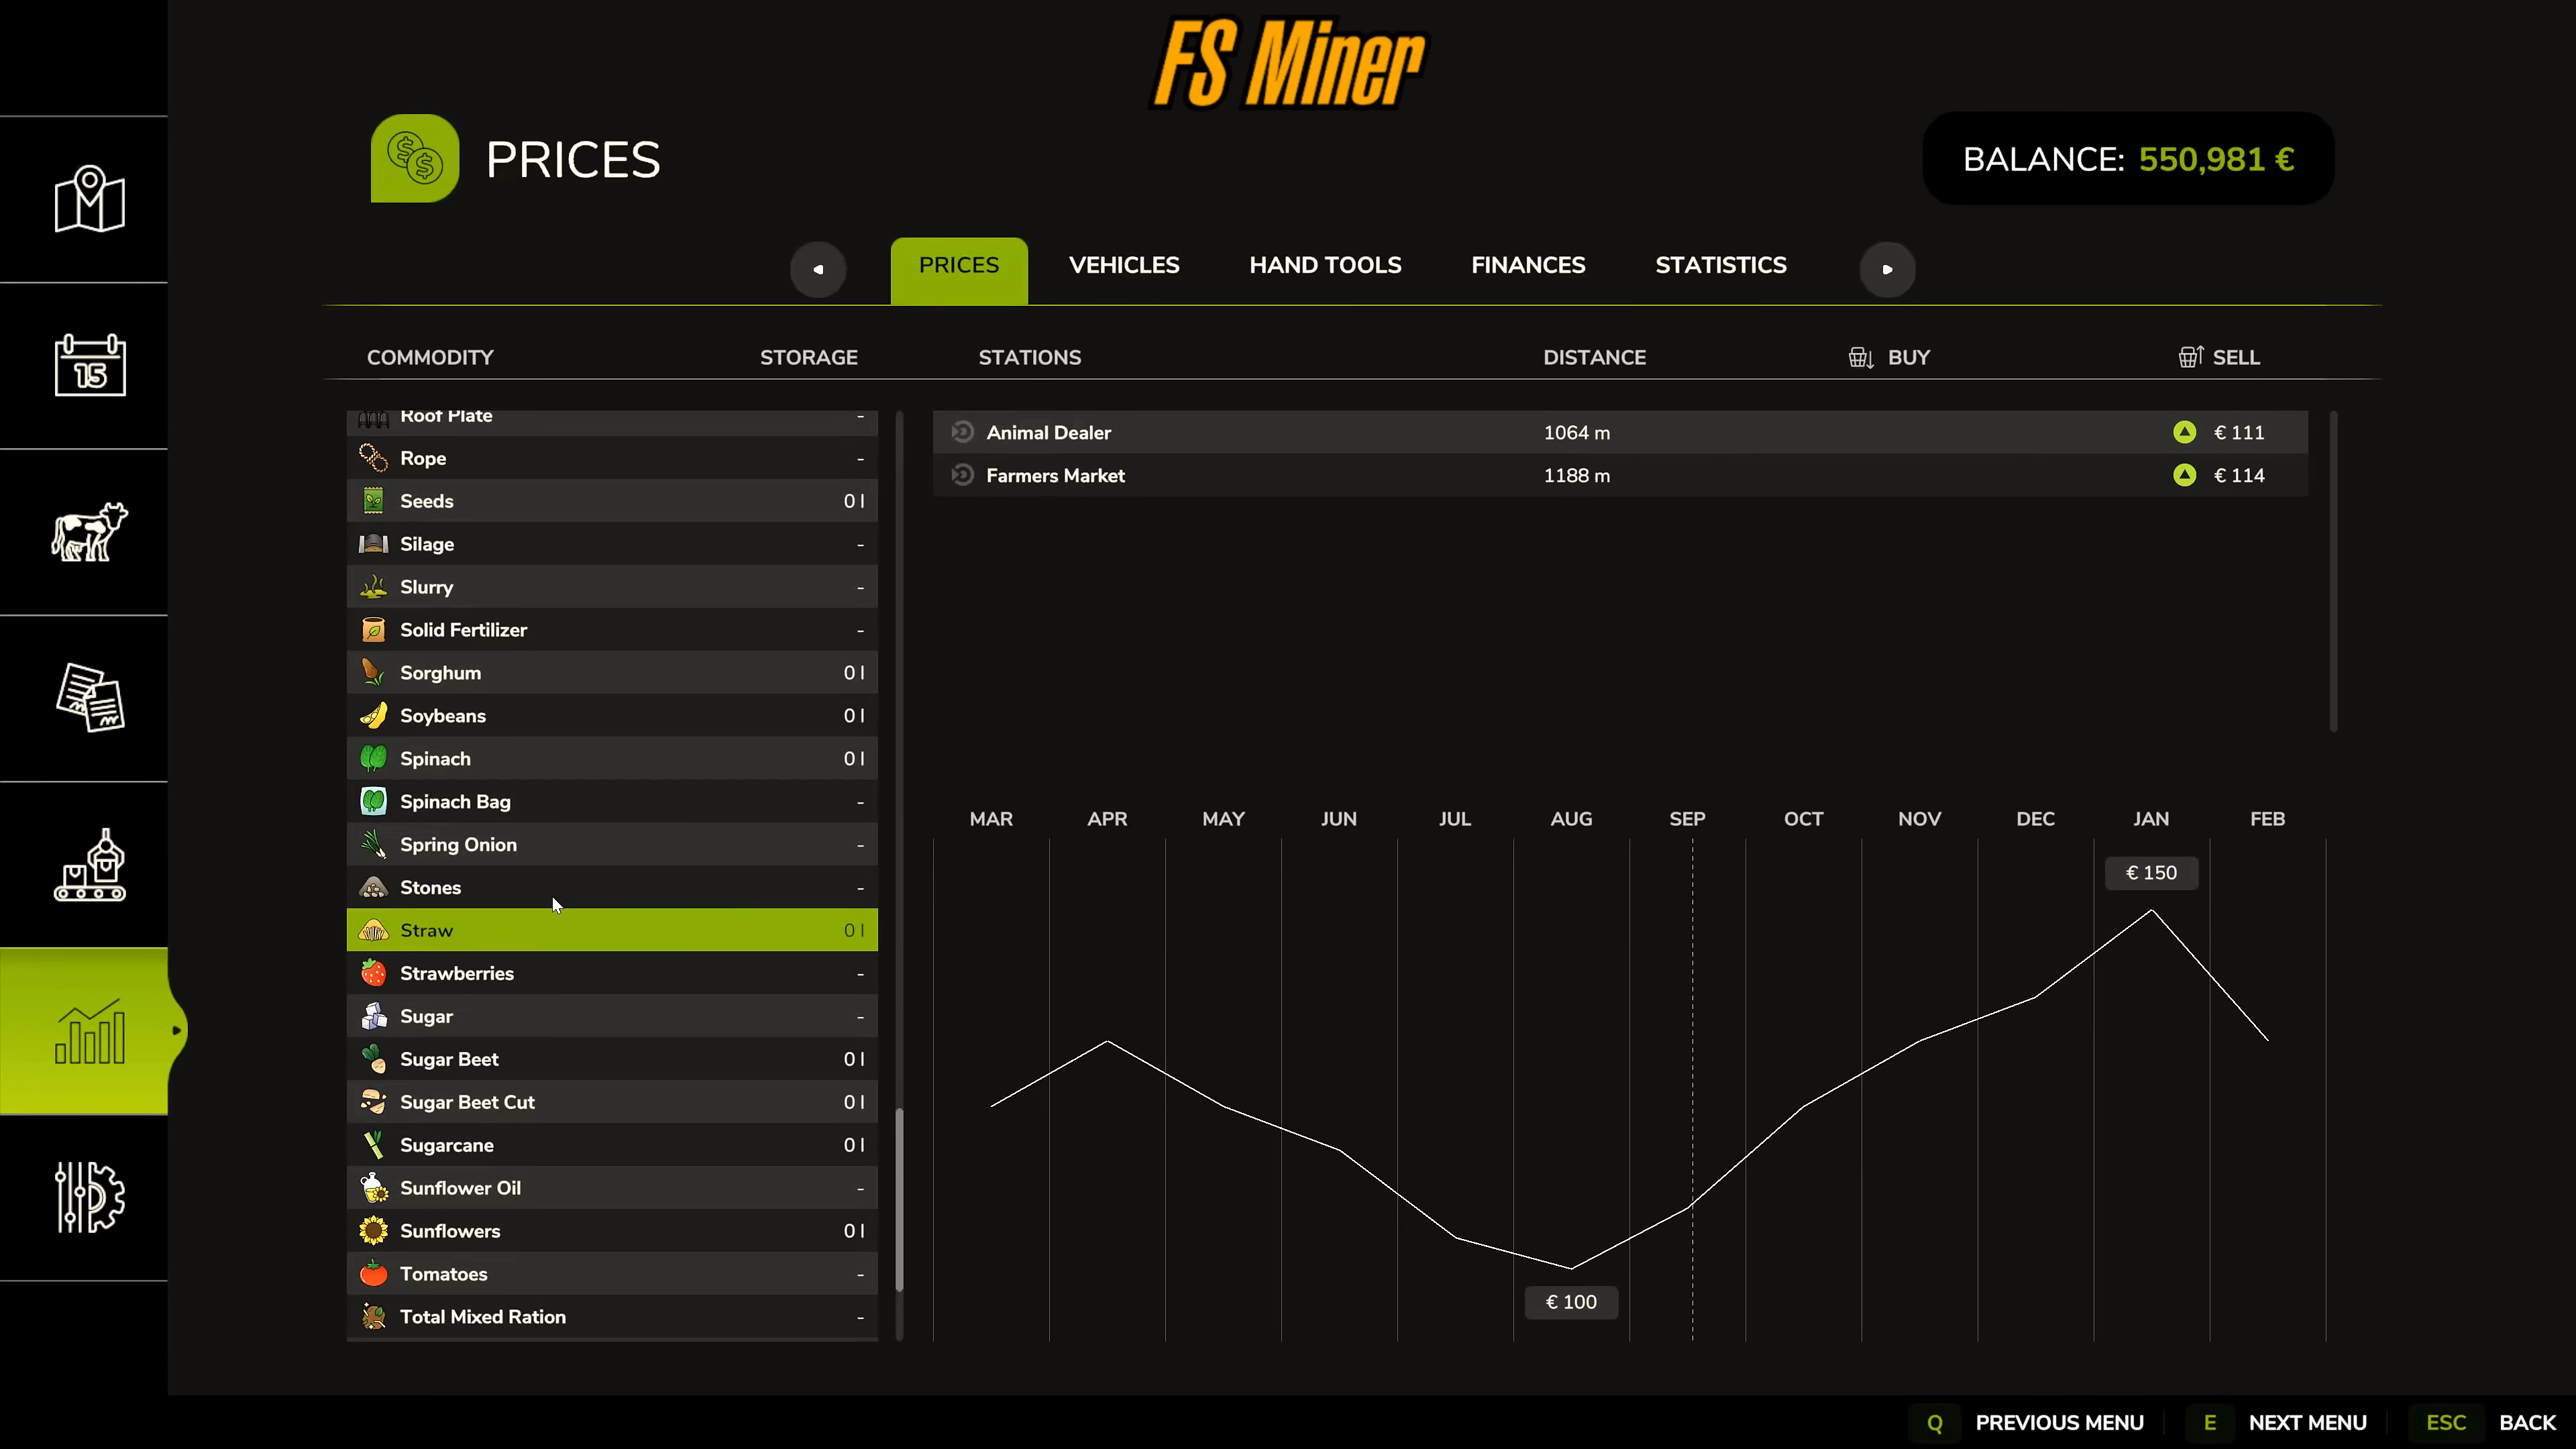 FS Miner
PRICES
BALANCE: 550,981 €
PRICES VEHICLES HAND TOOLS FINANCES STATISTICS
COMMODITY STORAGE STATIONS DISTANCE BUY SELL
15
Roof Plate -
Rope -
Seeds 0 l
Silage -
Slurry -
Solid Fertilizer -
Sorghum 0 l
Soybeans 0 l
Spinach 0 l
Spinach Bag -
Spring Onion -
Stones -
Straw 0 l
Strawberries -
Sugar -
Sugar Beet 0 l
Sugar Beet Cut 0 l
Sugarcane 0 l
Sunflower Oil -
Sunflowers 0 l
Tomatoes -
Total Mixed Ration -
Animal Dealer 1064 m € 111
Farmers Market 1188 m € 114
MAR APR MAY JUN JUL AUG SEP OCT NOV DEC JAN FEB
€ 150
€ 100
Q PREVIOUS MENU E NEXT MENU ESC BACK